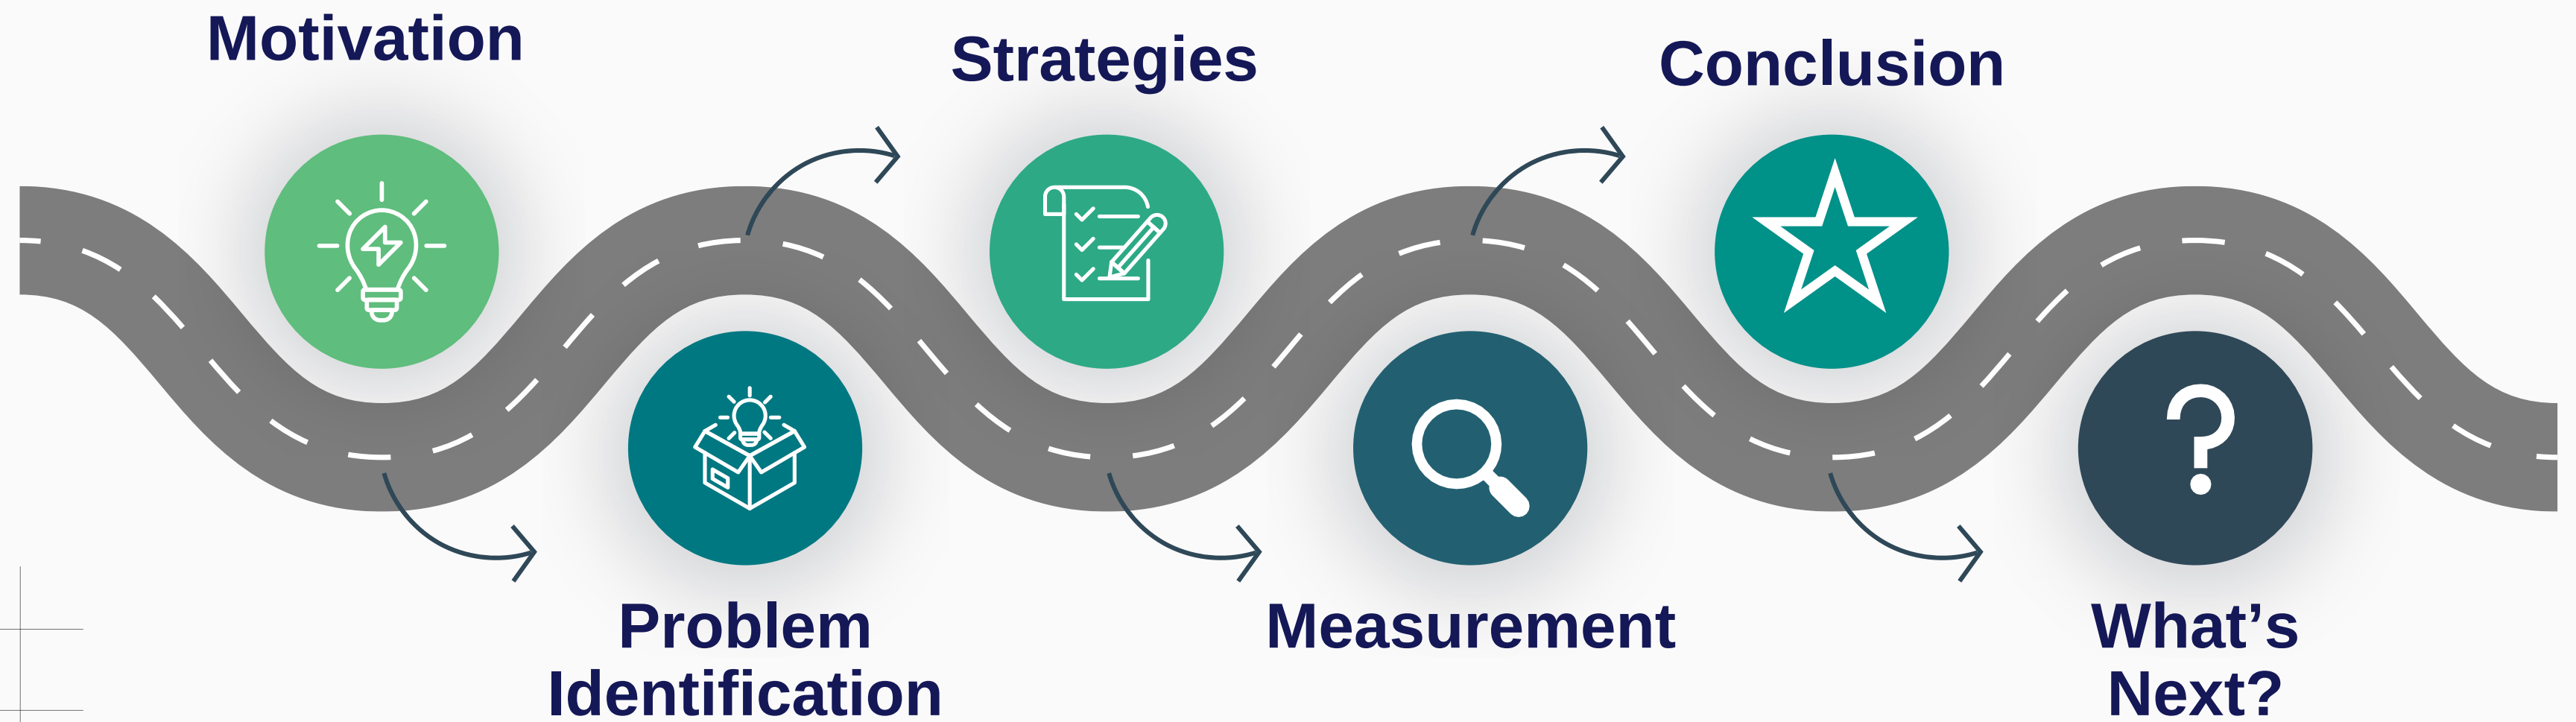 Motivation
Problem
Identification
Strategies
Measurement
Conclusion
What’s
Next?